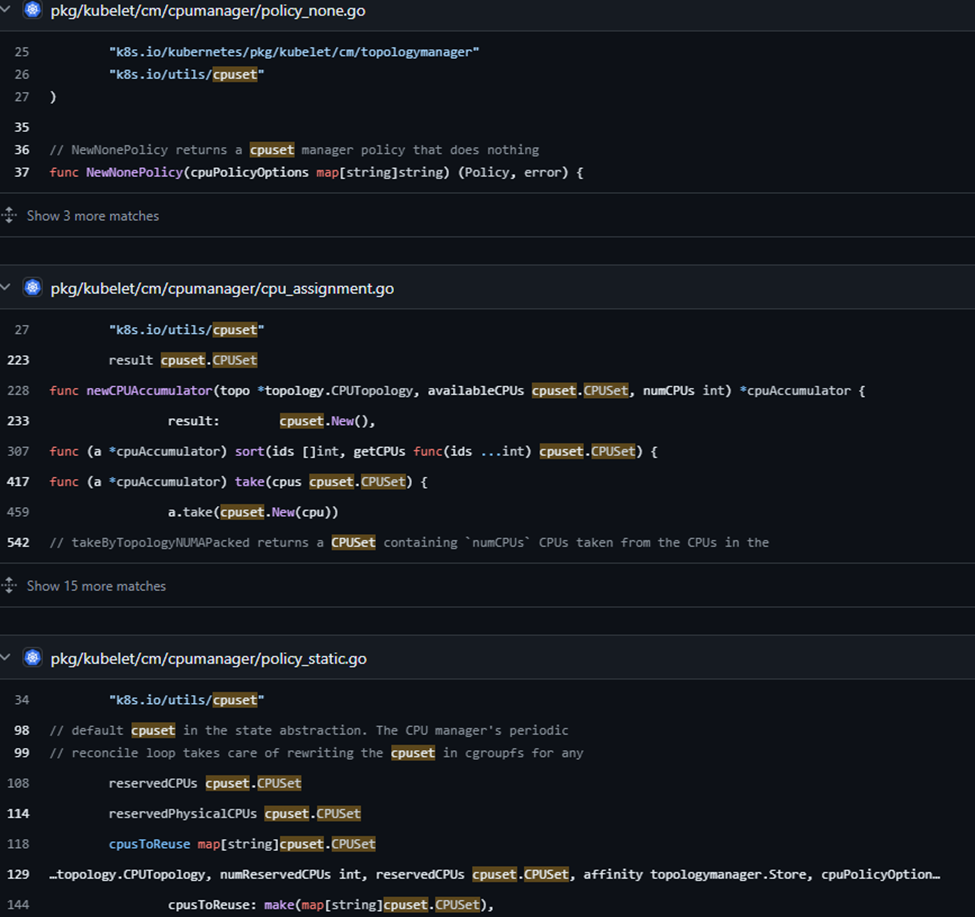 pkg/kubelet/cm/cpumanager/policy_none.go
25 "k8s.io/kubernetes/pkg/kubelet/cm/topologymanager"
26 "k8s.io/utils/cpuset"
27 )
35
36 // NewNonePolicy returns a cpuset manager policy that does nothing
37 func NewNonePolicy(cpuPolicyOptions map[string]string) (Policy, error) {
Show 3 more matches
pkg/kubelet/cm/cpumanager/cpu_assignment.go
27 "k8s.io/utils/cpuset"
223 result cpuset.CPUSet
228 func newCPUAccumulator(topo *topology.CPUTopology, availableCPUs cpuset.CPUSet, numCPUs int) *cpuAccumulator {
233 result: cpuset.New(),
307 func (a *cpuAccumulator) sort(ids []int, getCPUs func(ids ...int) cpuset.CPUSet) {
417 func (a *cpuAccumulator) take(cpus cpuset.CPUSet) {
459 a.take(cpuset.New(cpu))
542 // takeByTopologyNUMAPacked returns a CPUSet containing `numCPUs` CPUs taken from the CPUs in the
Show 15 more matches
pkg/kubelet/cm/cpumanager/policy_static.go
34 "k8s.io/utils/cpuset"
98 // default cpuset in the state abstraction. The CPU manager's periodic
99 // reconcile loop takes care of rewriting the cpuset in cgroupfs for any
108 reservedCPUs cpuset.CPUSet
114 reservedPhysicalCPUs cpuset.CPUSet
118 cpusToReuse map[string]cpuset.CPUSet
129 …topology.CPUTopology, numReservedCPUs int, reservedCPUs cpuset.CPUSet, affinity topologymanager.Store, cpuPolicyOption…
144 cpusToReuse: make(map[string]cpuset.CPUSet),